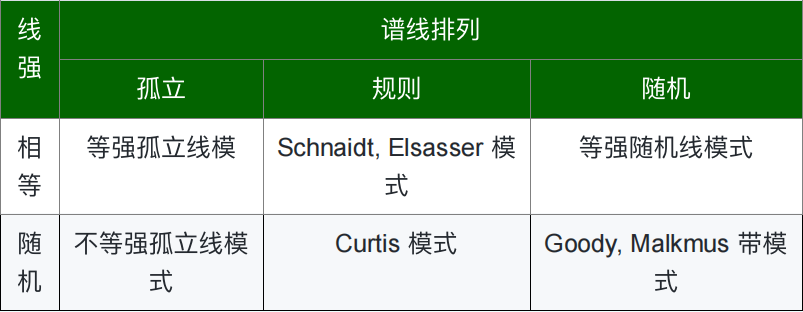 线强
谱线排列
孤立
规则
随机
相等
等强孤立线模
Schnaidt, Elsasser 模式
等强随机线模式
随机
不等强孤立线模式
Curtis 模式
Goody, Malkmus 带模式